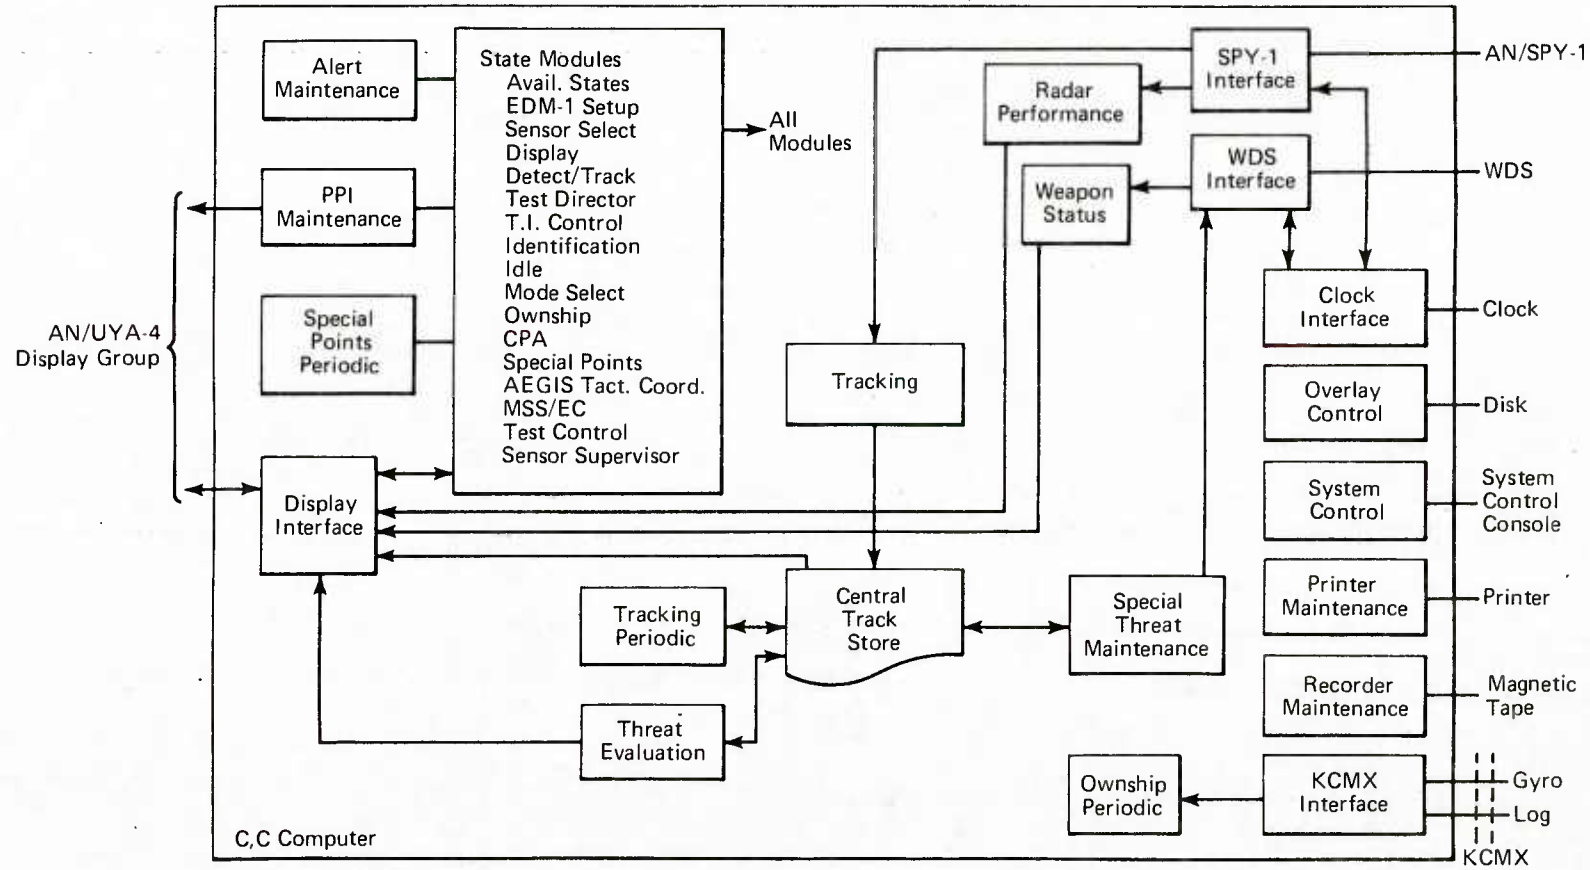 Alert
Maintenance
PPI
Maintenance
Special
Points
Periodic
AN/UYA-4
Display Group
Display
Interface
State Modules
Avail. States
EDM-1 Setup
Sensor Select
Display
Detect/Track
Test Director
T.I. Control
Identification
Idle
Mode Select
Ownship
CPA
Special Points
AEGIS Tact. Coord.
MSS/EC
Test Control
Sensor Supervisor
All
Modules
SPY-1
Interface
AN/SPY-1
Radar
Performance
WDS
Interface
WDS
Weapon
Status
Clock
Interface
Clock
Tracking
Overlay
Control
Disk
System
Control
System
Control
Console
Central
Track
Store
Tracking
Periodic
Special
Threat
Maintenance
Printer
Maintenance
Printer
Recorder
Maintenance
Magnetic
Tape
Threat
Evaluation
Ownship
Periodic
KCMX
Interface
Gyro
Log
KCMX
C,C Computer